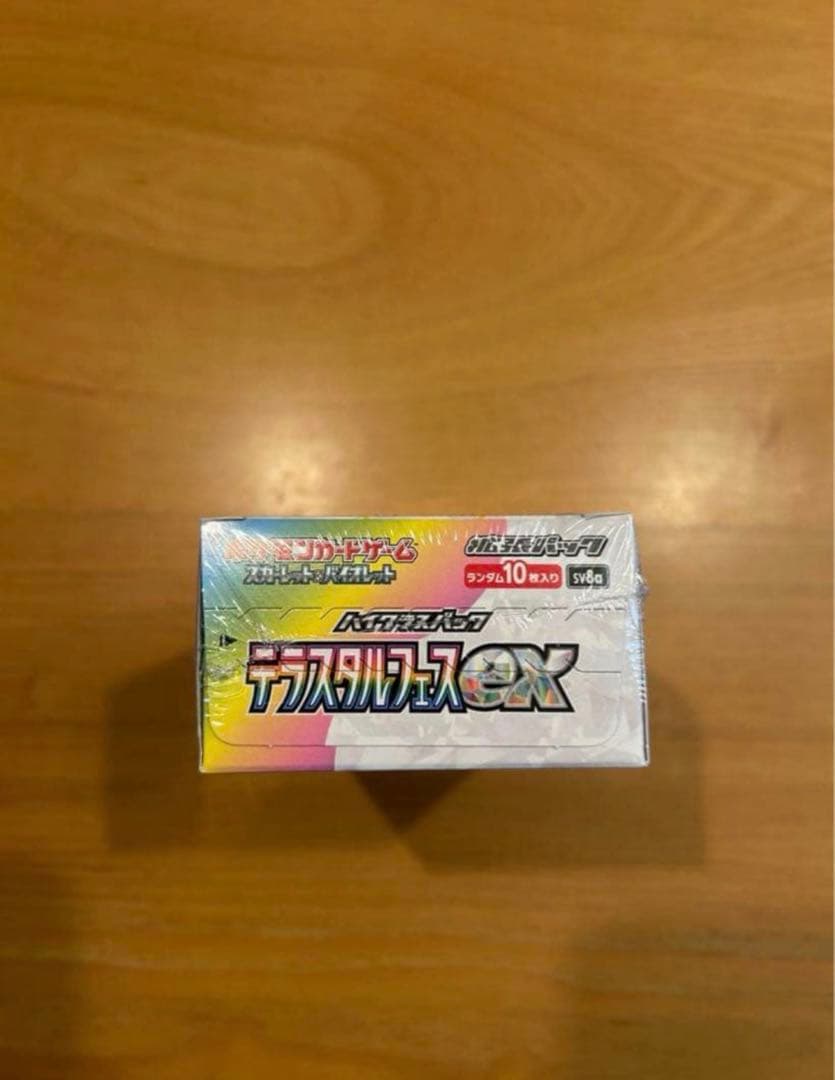 ポケモンカードゲーム
スカーレット&バイオレット
拡張パック
ランダム10枚入り SV8a
ハイクラスパック
テラスタルフェスex